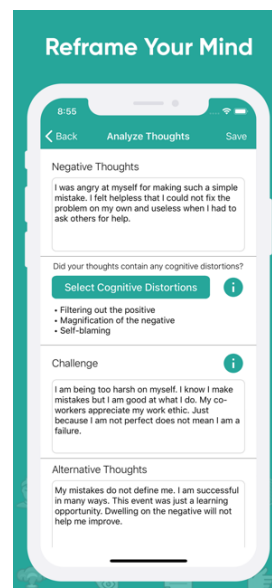 Reframe Your Mind
8:55
Back
Analyze Thoughts
Save
Negative Thoughts
I was angry at myself for making such a simple
mistake. I felt helpless that I could not fix the
problem on my own and useless when I had to
ask others for help.
Did your thoughts contain any cognitive distortions?
Select Cognitive Distortions
i
• Filtering out the positive
• Magnification of the negative
• Self-blaming
Challenge
i
I am being too harsh on myself. I know I make
mistakes but I am good at what I do. My co-
workers appreciate my work ethic. Just
because I am not perfect does not mean I am a
failure.
Alternative Thoughts
My mistakes do not define me. I am successful
in many ways. This event was just a learning
opportunity. Dwelling on the negative will not
help me improve.